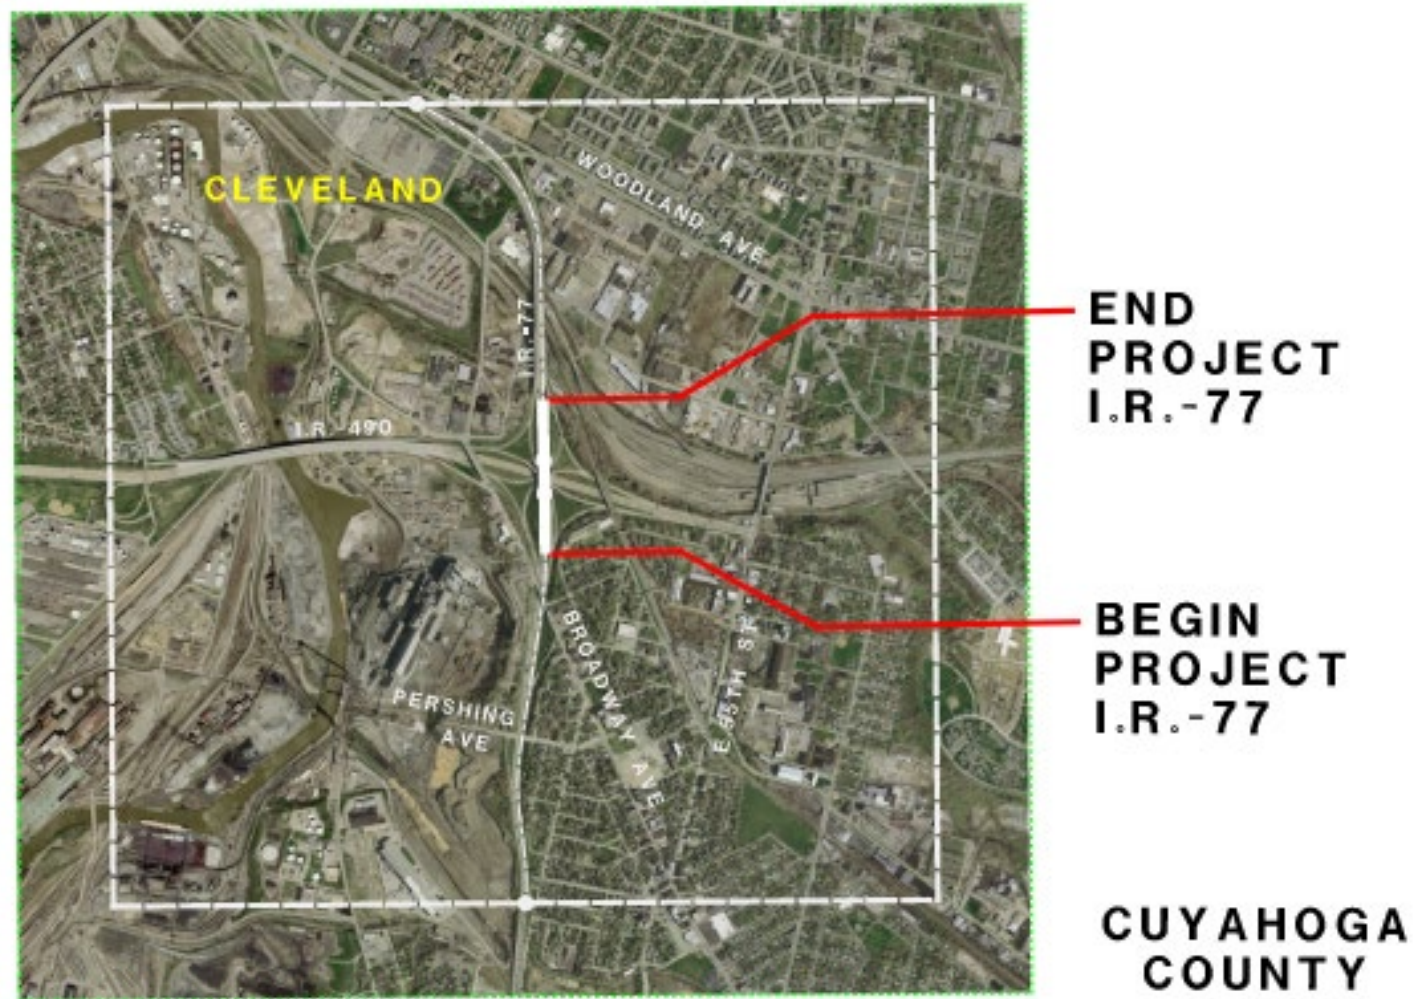 CLEVELAND
WOODLAND AVE
I.R.-77
END
PROJECT
I.R.-77
I.R. 490
BEGIN
PROJECT
I.R.-77
BROADWAY AVE
E 55TH ST.
PERSHING
AVE
CUYAHOGA
COUNTY